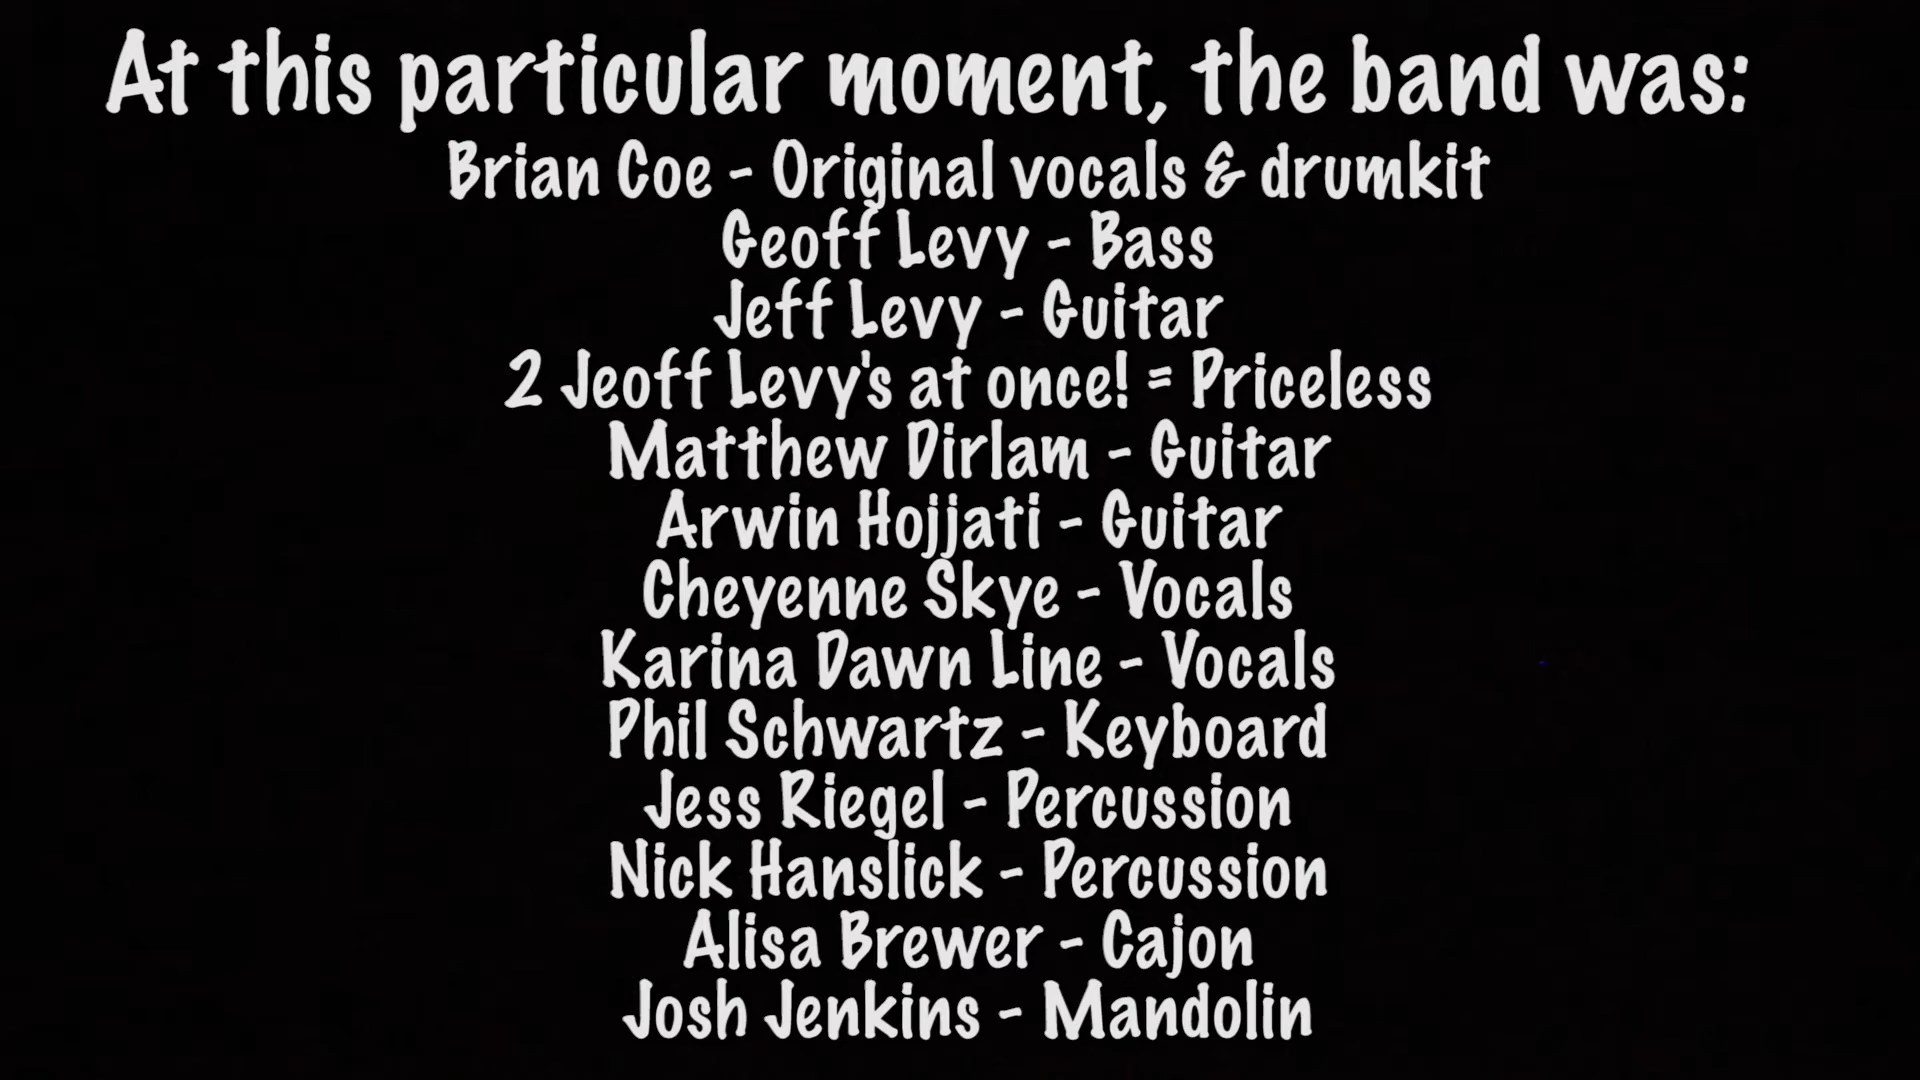 At this particular moment, the band was:
Brian Coe - Original vocals & drumkit
Geoff Levy - Bass
Jeff Levy - Guitar
2 Jeoff Levy's at once! = Priceless
Matthew Dirlam - Guitar
Arwin Hojjati - Guitar
Cheyenne Skye - Vocals
Karina Dawn Line - Vocals
Phil Schwartz - Keyboard
Jess Riegel - Percussion
Nick Hanslick - Percussion
Alisa Brewer - Cajon
Josh Jenkins - Mandolin